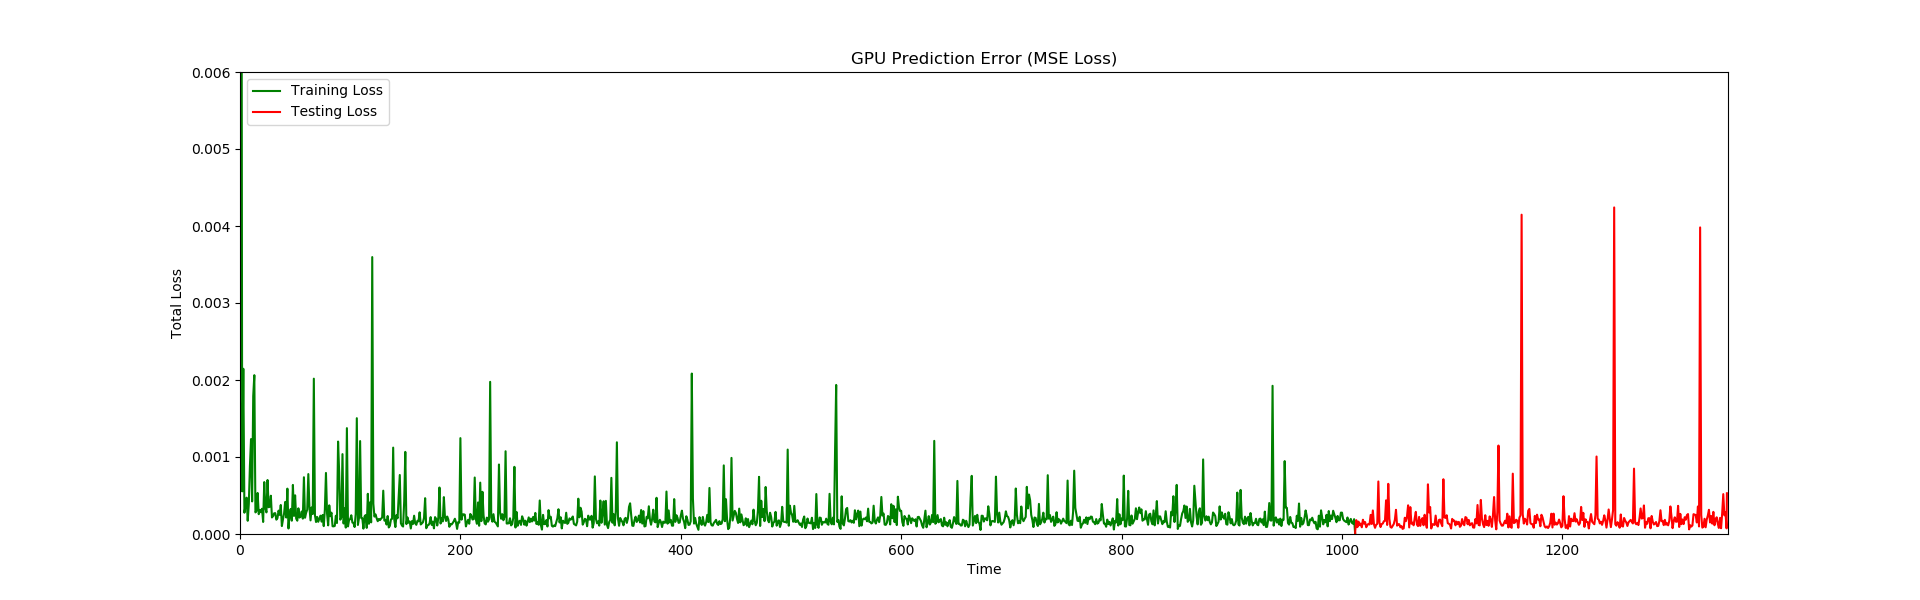 GPU Prediction Error (MSE Loss)
Training Loss
Testing Loss
0.006
0.005
0.004
0.003
0.002
0.001
0.000
Total Loss
0
200
400
600
800
1000
1200
Time